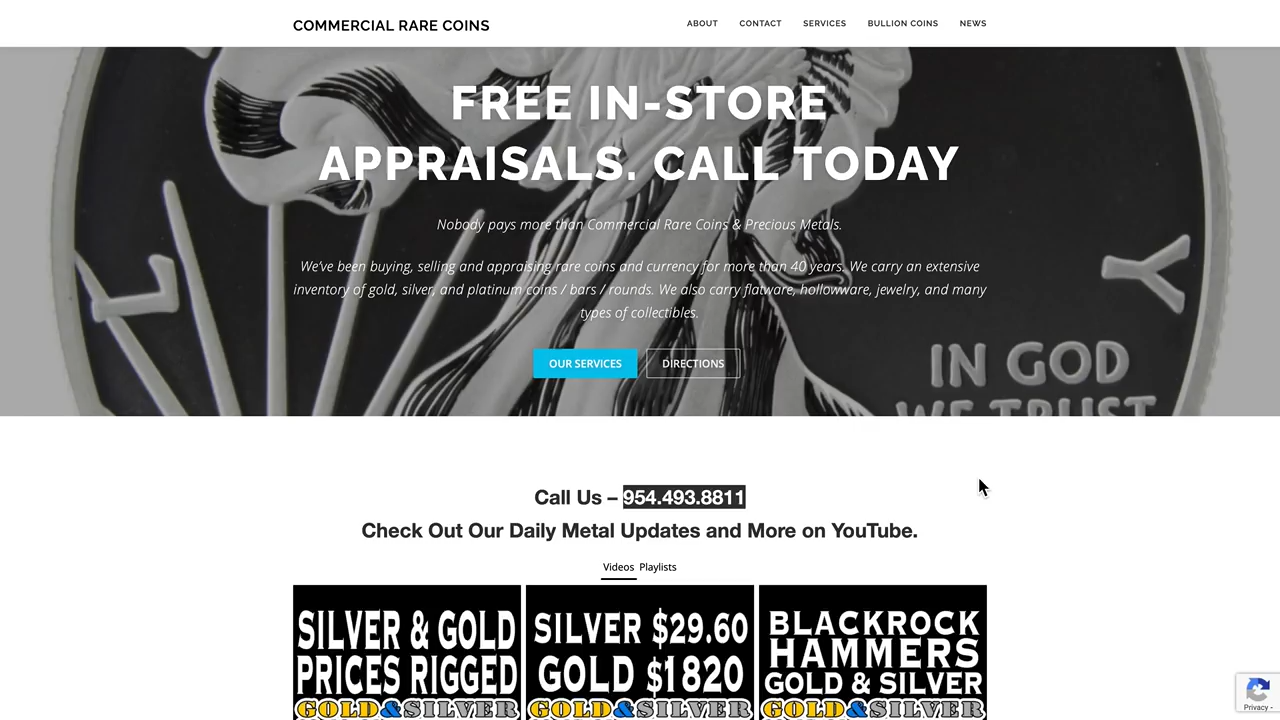 COMMERCIAL RARE COINS
ABOUT CONTACT SERVICES BULLION COINS NEWS
FREE IN-STORE
APPRAISALS. CALL TODAY
Nobody pays more than Commercial Rare Coins & Precious Metals.
We've been buying, selling and appraising rare coins and currency for more than 40 years. We carry an extensive
inventory of gold, silver, and platinum coins / bars / rounds. We also carry flatware, hollowware, jewelry, and many
types of collectibles.
OUR SERVICES DIRECTIONS
L
Y
IN GOD
WE TRUST
Call Us – 954.493.8811
Check Out Our Daily Metal Updates and More on YouTube.
Videos Playlists
SILVER & GOLD
PRICES RIGGED
GOLD&SILVER
SILVER $29.60
GOLD $1820
GOLD&SILVER
BLACKROCK
HAMMERS
GOLD & SILVER
GOLD&SILVER
Privacy -